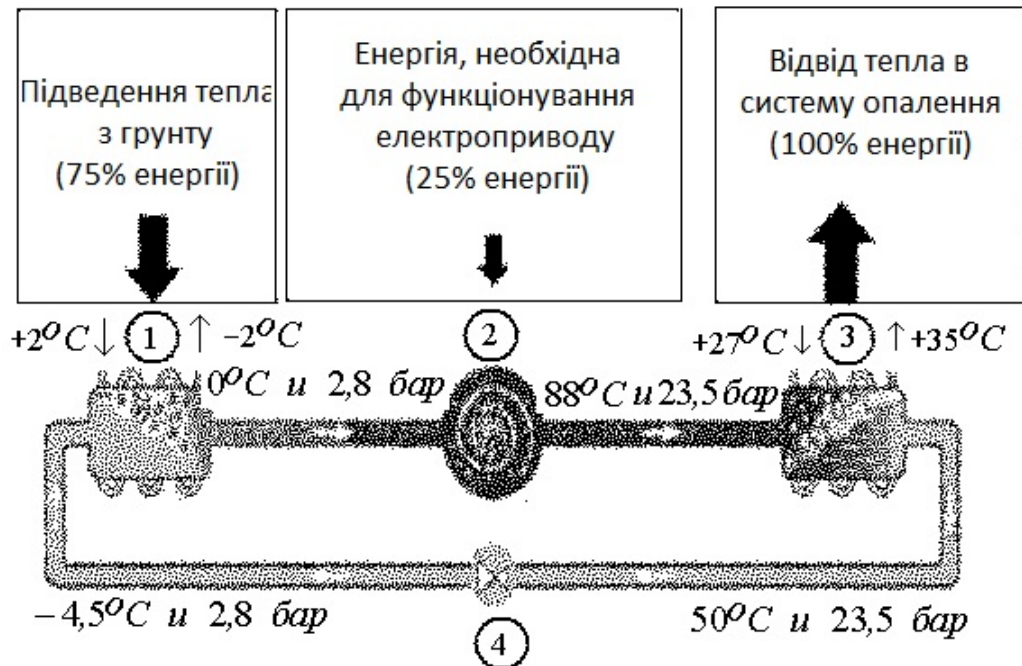 Підведення тепла
з грунту
(75% енергії)
Енергія, необхідна
для функціонування
електроприводу
(25% енергії)
Відвід тепла в
систему опалення
(100% енергії)
+2°C ↓ 1 ↑ −2°C
2
+27°C ↓ 3 ↑ +35°C
0°C и 2,8 бар
88°C и 23,5 бар
−4,5°C и 2,8 бар
50°C и 23,5 бар
4